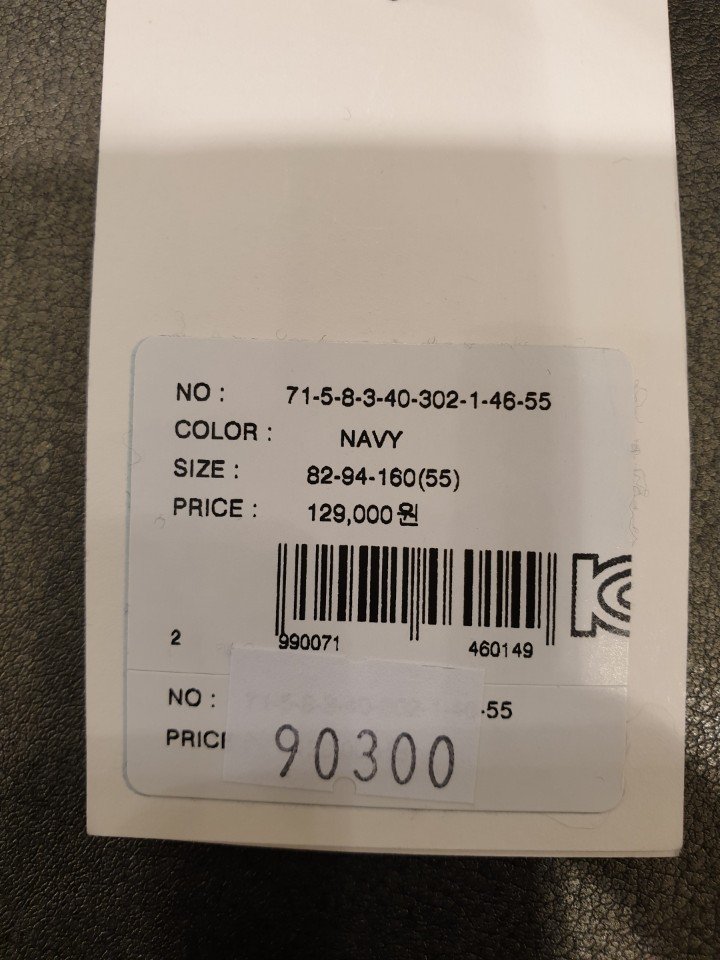 NO : 71-5-8-3-40-302-1-46-55
COLOR : NAVY
SIZE : 82-94-160(55)
PRICE : 129,000원
2 990071 460149
NO : -55
PRICE
90300